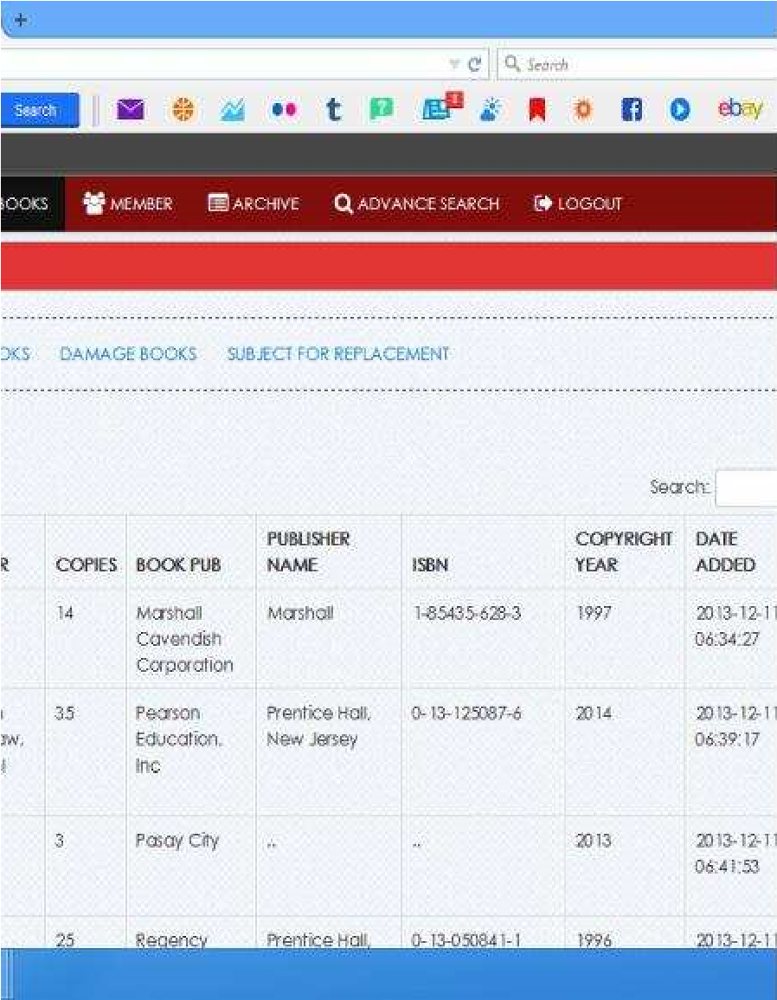 +
Search
Search
t
?
1
f
ebay
BOOKS MEMBER ARCHIVE ADVANCE SEARCH LOGOUT
OKS DAMAGE BOOKS SUBJECT FOR REPLACEMENT
Search:
R COPIES BOOK PUB PUBLISHER NAME ISBN COPYRIGHT YEAR DATE ADDED
14 Marshall Cavendish Corporation Marshall 1-85435-628-3 1997 2013-12-11 06:34:27
aw, 35 Pearson Education, Inc Prentice Hall, New Jersey 0-13-125087-6 2014 2013-12-11 06:39:17
3 Pasay City .. .. 2013 2013-12-11 06:41:53
25 Regency Prentice Hall, 0-13-050841-1 1996 2013-12-11